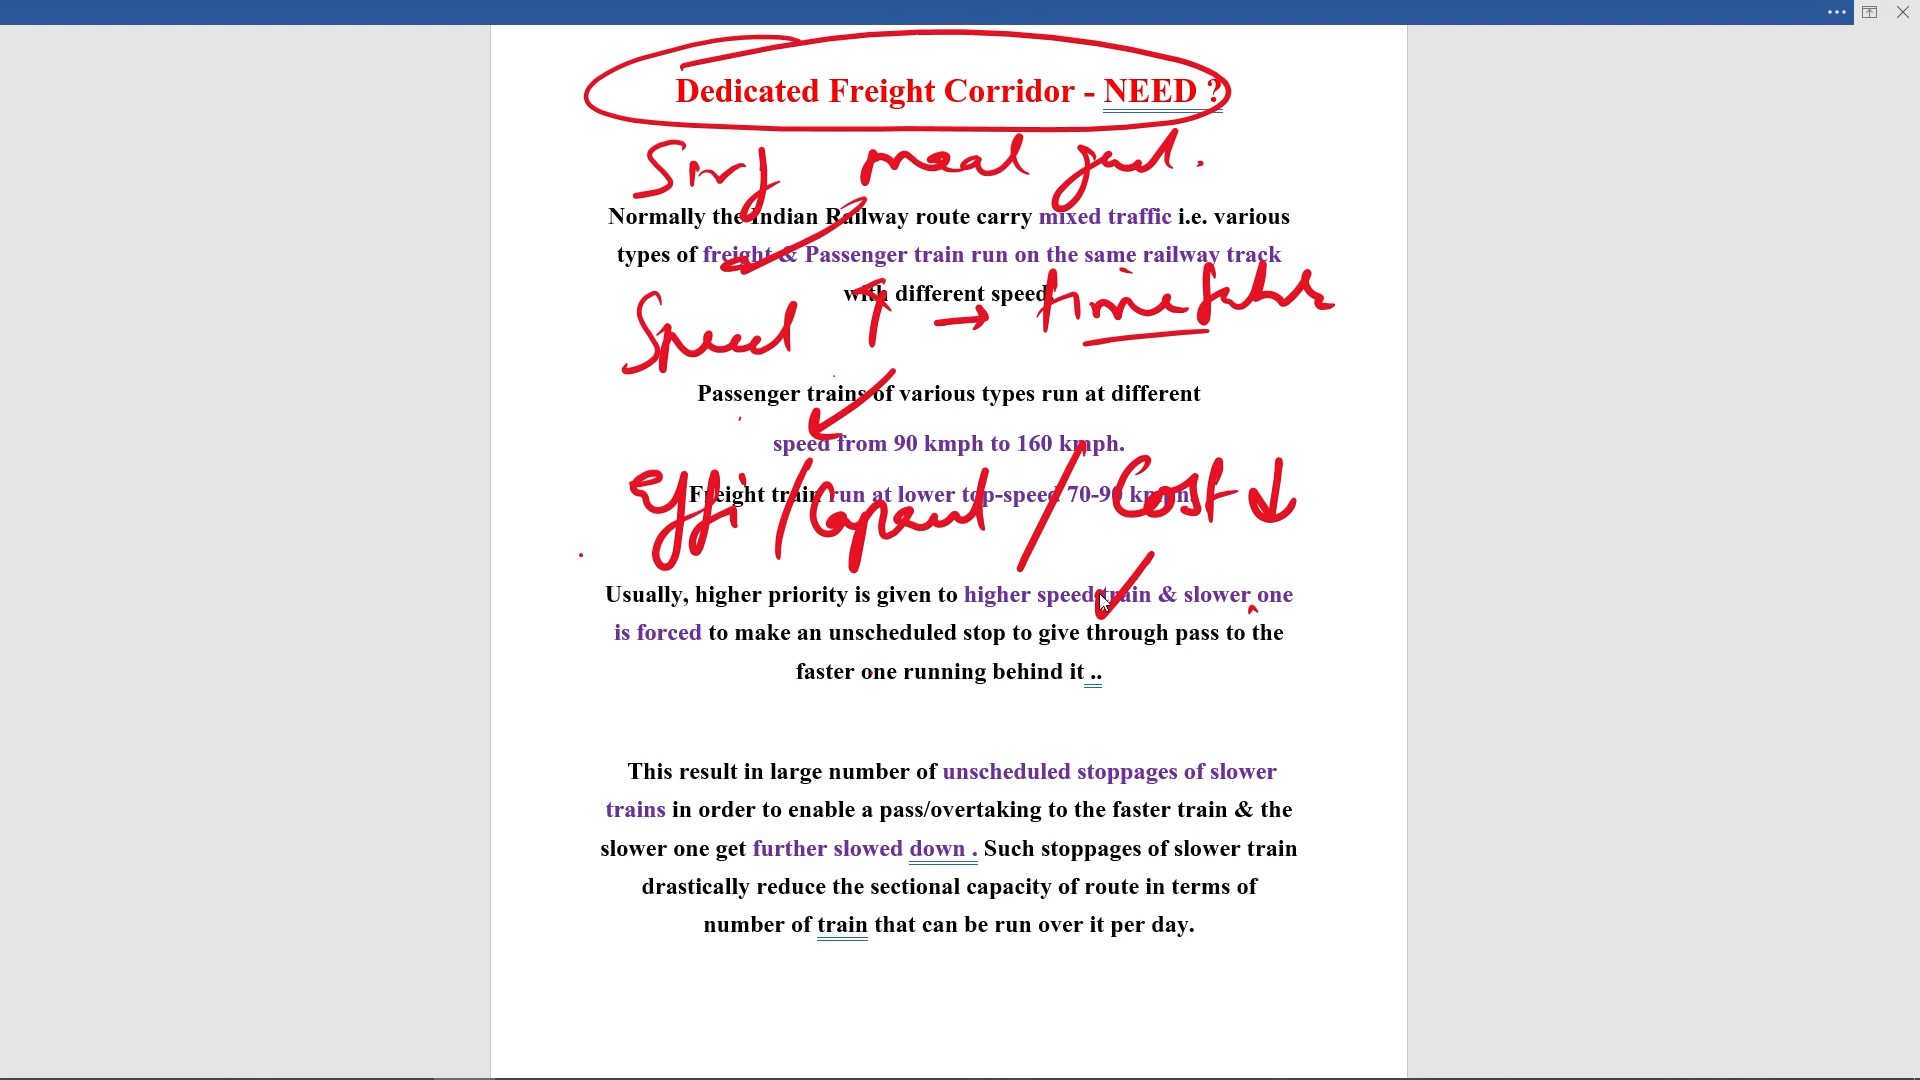 Dedicated Freight Corridor - NEED ?
Normally the Indian Railway route carry mixed traffic i.e. various
types of freight & Passenger train run on the same railway track
with different speed
Speed ↑ → timetable
Passenger trains of various types run at different
speed from 90 kmph to 160 kmph.
Freight train run at lower top-speed 70-90 kmph.
Effi / / Cost ↓
Usually, higher priority is given to higher speed train & slower one
is forced to make an unscheduled stop to give through pass to the
faster one running behind it ..
This result in large number of unscheduled stoppages of slower
trains in order to enable a pass/overtaking to the faster train & the
slower one get further slowed down . Such stoppages of slower train
drastically reduce the sectional capacity of route in terms of
number of train that can be run over it per day.